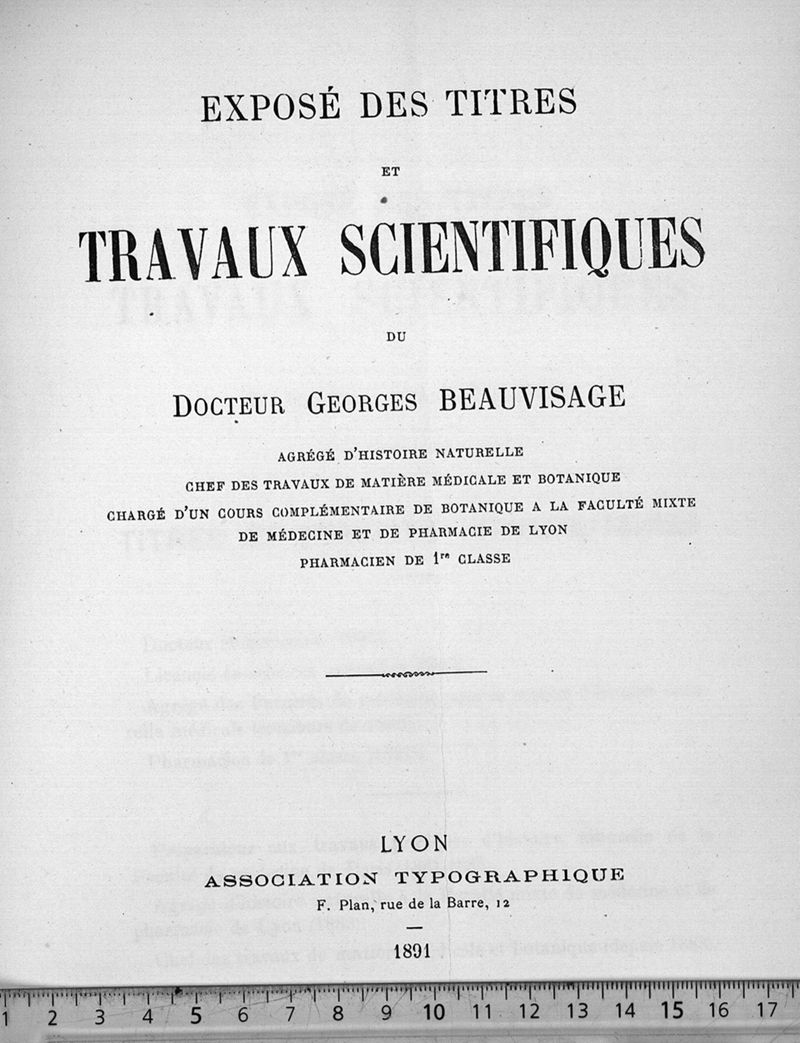 EXPOSÉ DES TITRES
ET
TRAVAUX SCIENTIFIQUES
DU
DOCTEUR GEORGES BEAUVISAGE
AGRÉGÉ D'HISTOIRE NATURELLE
CHEF DES TRAVAUX DE MATIÈRE MÉDICALE ET BOTANIQUE
CHARGÉ D'UN COURS COMPLÉMENTAIRE DE BOTANIQUE A LA FACULTÉ MIXTE
DE MÉDECINE ET DE PHARMACIE DE LYON
PHARMACIEN DE 1re CLASSE
LYON
ASSOCIATION TYPOGRAPHIQUE
F. Plan, rue de la Barre, 12
1891
1 2 3 4 5 6 7 8 9 10 11 12 13 14 15 16 17